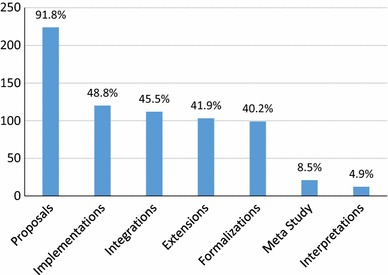 250
200
150
100
50
0
91.8%
48.8%
45.5%
41.9%
40.2%
8.5%
4.9%
Proposals
Implementations
Integrations
Extensions
Formalizations
Meta Study
Interpretations